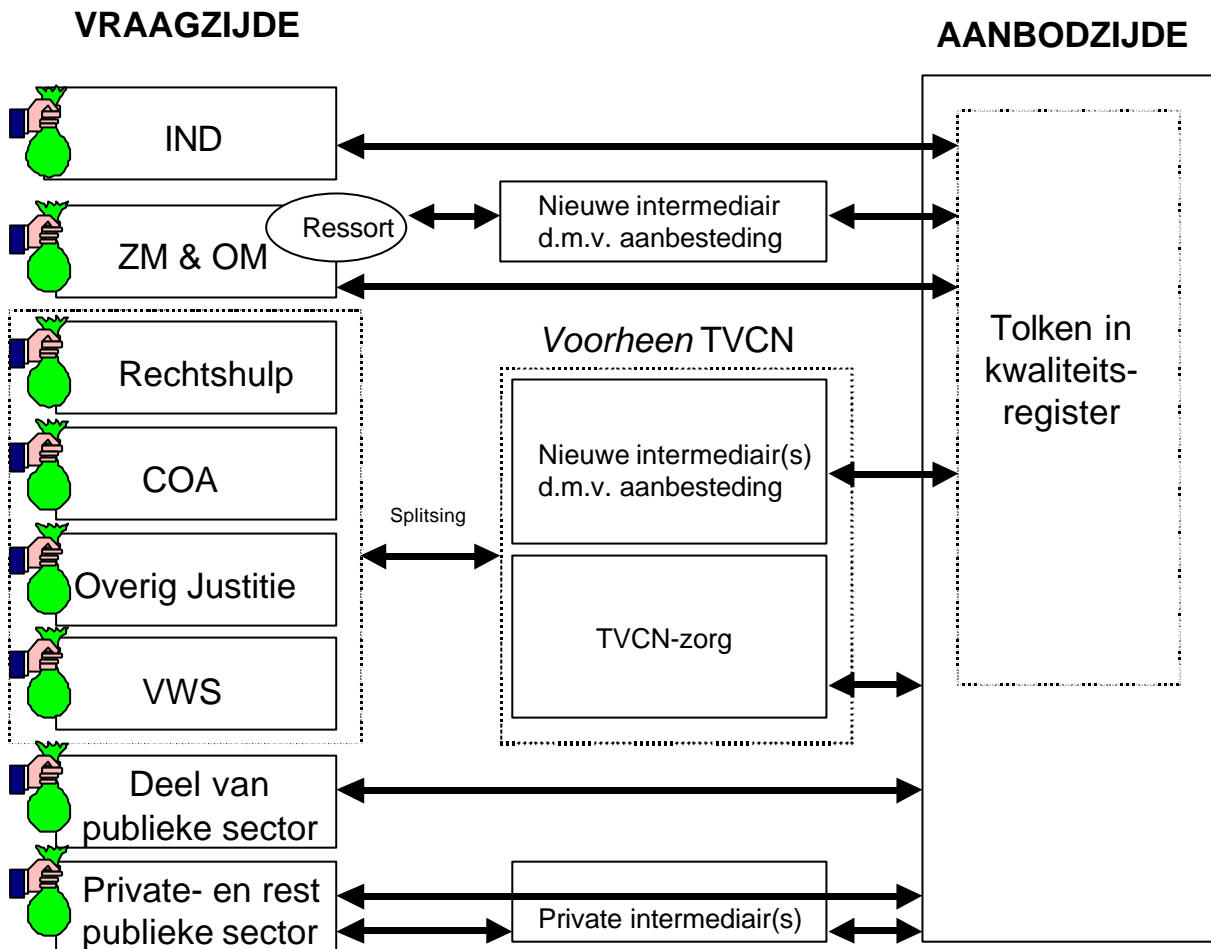 VRAAGZIJDE
AANBODZIJDE
IND
Ressort
Nieuwe intermediair
d.m.v. aanbesteding
ZM & OM
Voorheen TVCN
Tolken in
kwaliteits-
register
Rechtshulp
Nieuwe intermediair(s)
d.m.v. aanbesteding
COA
Splitsing
Overig Justitie
TVCN-zorg
VWS
Deel van
publieke sector
Private- en rest
publieke sector
Private intermediair(s)